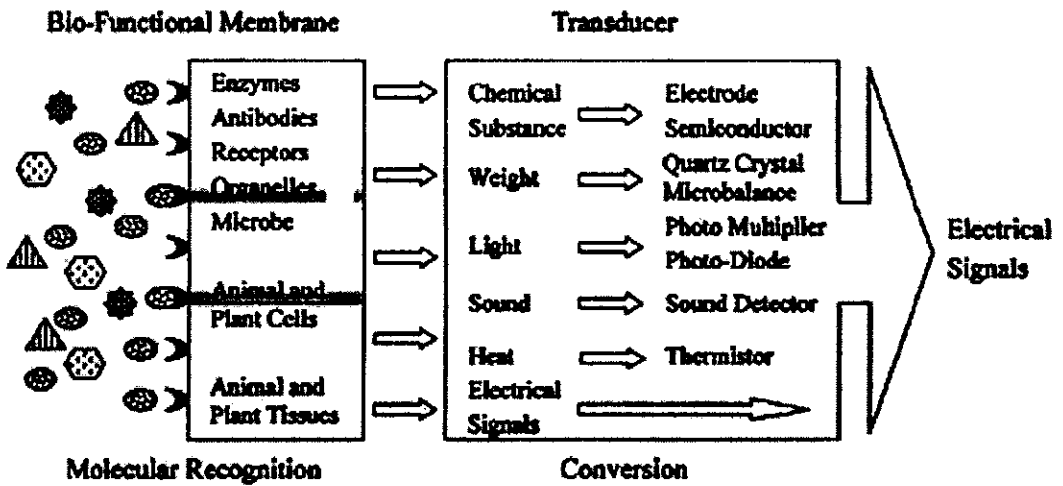 Bio-Functional Membrane
Transducer
Enzymes
Antibodies
Receptors
Organelles
Microbe
Animal and
Plant Cells
Animal and
Plant Tissues
Chemical
Substance
Electrode
Semiconductor
Weight
Quartz Crystal
Microbalance
Light
Photo Multiplier
Photo-Diode
Sound
Sound Detector
Heat
Thermistor
Electrical
Signals
Electrical
Signals
Molecular Recognition
Conversion